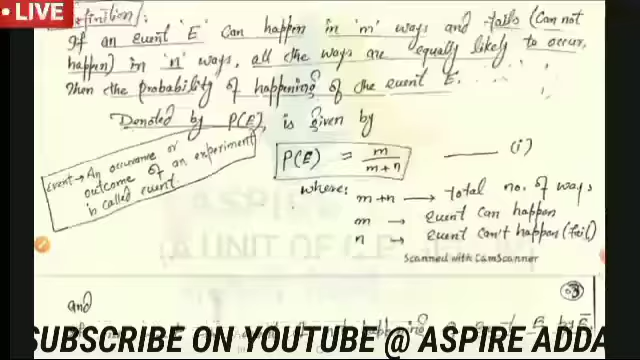 LIVE
Definition:
If an event 'E' can happen in 'm' ways and fails (can not
happen) in 'n' ways, all the ways are equally likely to occur,
then the probability of happening of the event E.
Denoted by P(E), is given by
P(E) = m/(m+n) ——— (i)
Event → An occurance or
outcome of an experiment
is called event.
where: m+n → Total no. of ways
m → event can happen
n → event can't happen (fail)
Scanned with CamScanner
03
and
SUBSCRIBE ON YOUTUBE @ ASPIRE ADDA